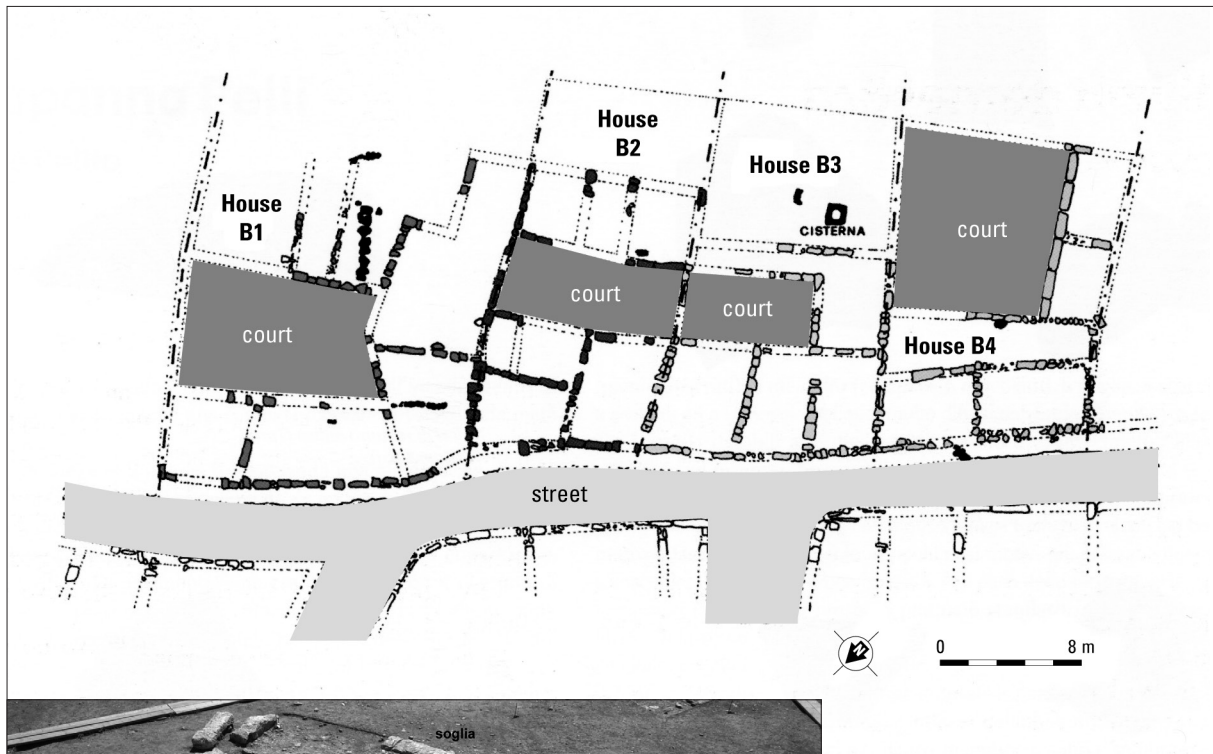 House
B1
House
B2
House B3
CISTERNA
court
court
court
court
House B4
street
N
0 8 m
soglia